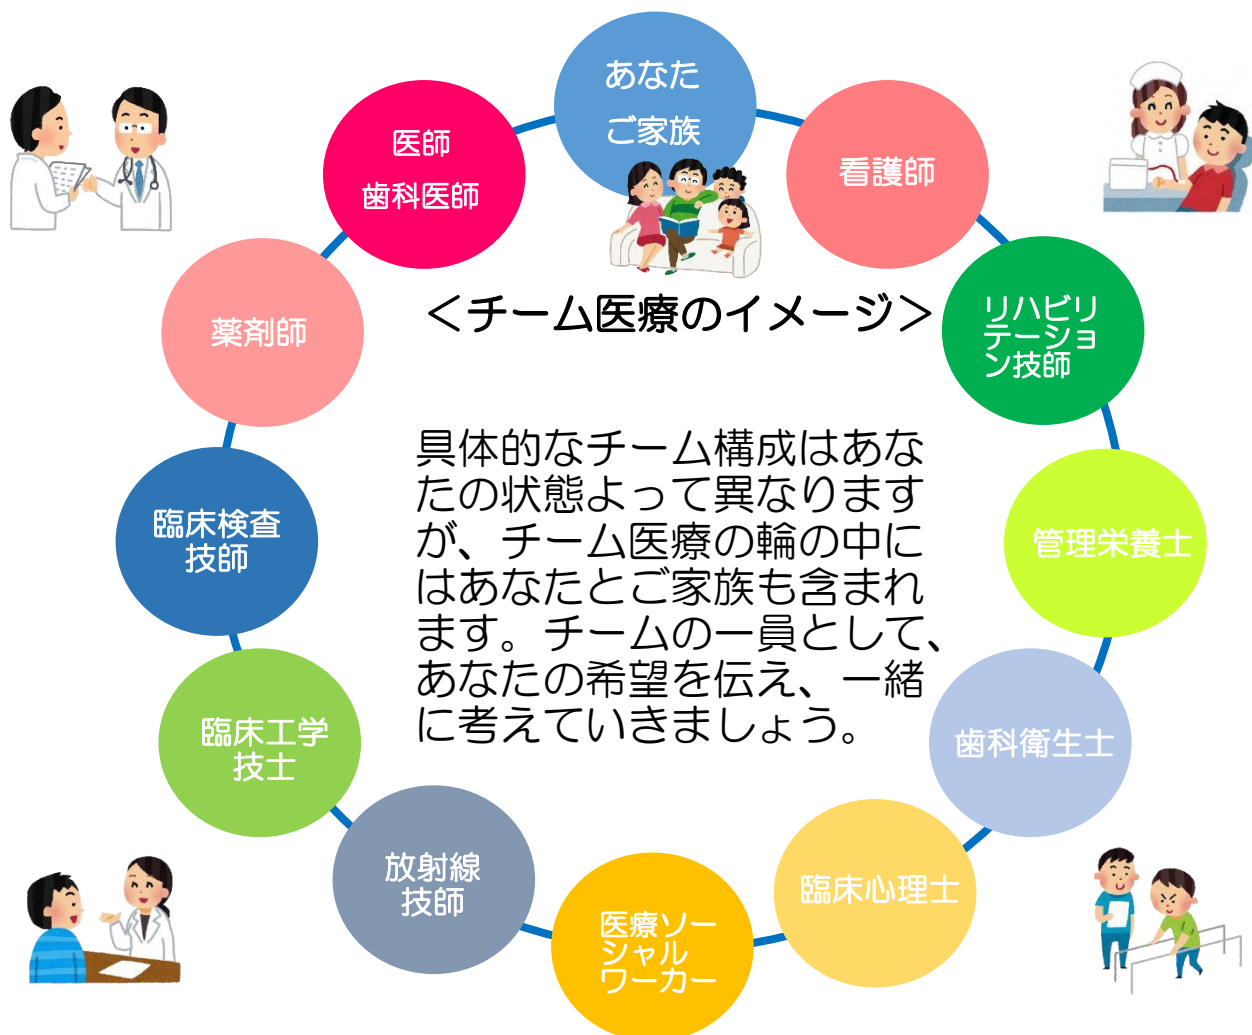 あなた
ご家族
医師
歯科医師
看護師
＜チーム医療のイメージ＞
薬剤師
リハビリ
テーショ
ン技師
具体的なチーム構成はあな
たの状態よって異なります
が、チーム医療の輪の中に
はあなたとご家族も含まれ
ます。チームの一員として、
あなたの希望を伝え、一緒
に考えていきましょう。
臨床検査
技師
管理栄養士
臨床工学
技士
歯科衛生士
放射線
技師
臨床心理士
医療ソー
シャル
ワーカー